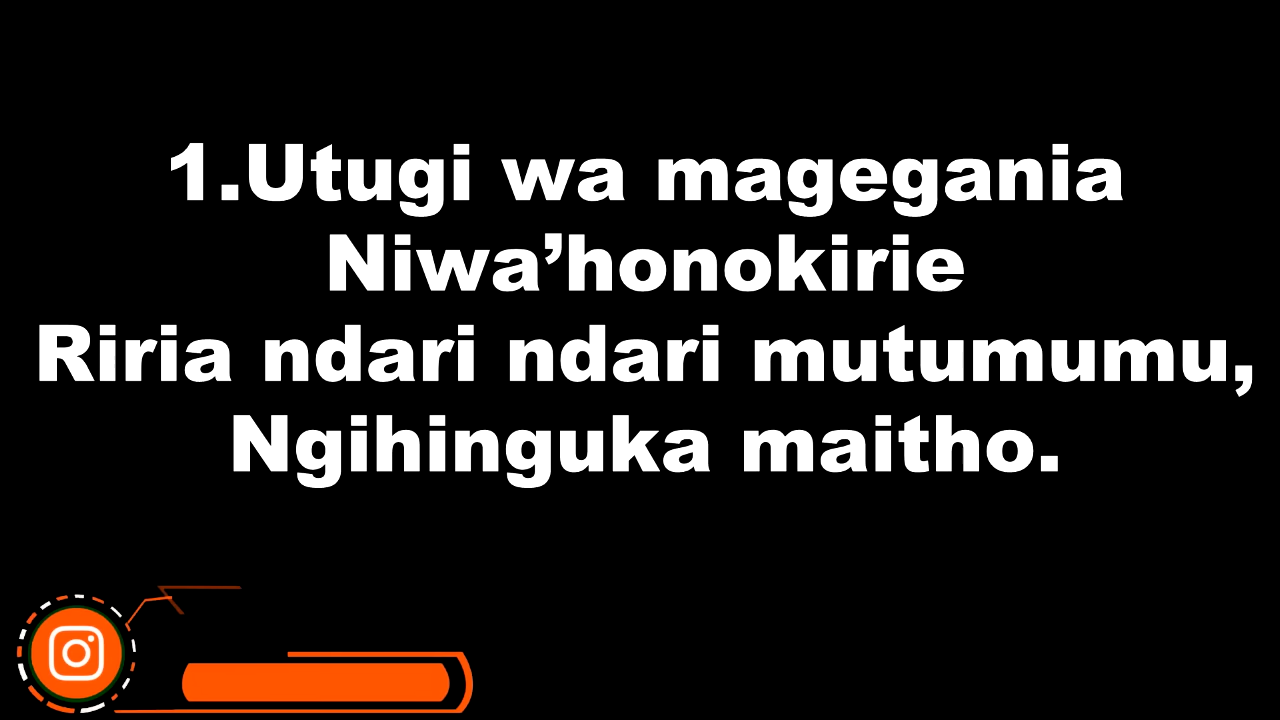 1.Utugi wa magegania
Niwa’honokirie
Riria ndari ndari mutumumu,
Ngihinguka maitho.